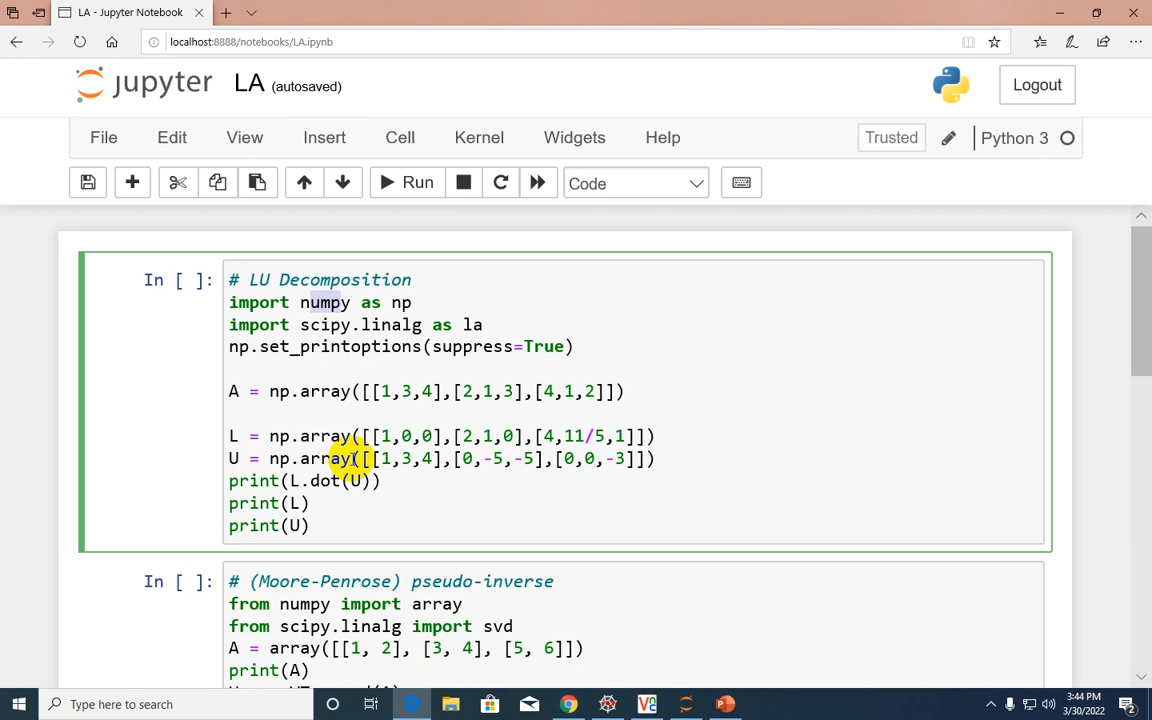 LA - Jupyter Notebook
localhost:8888/notebooks/LA.ipynb
jupyter LA (autosaved)
Logout
File Edit View Insert Cell Kernel Widgets Help
Trusted Python 3
Run Code
In [ ]:
# LU Decomposition
import numpy as np
import scipy.linalg as la
np.set_printoptions(suppress=True)
A = np.array([[1,3,4],[2,1,3],[4,1,2]])
L = np.array([[1,0,0],[2,1,0],[4,11/5,1]])
U = np.array([[1,3,4],[0,-5,-5],[0,0,-3]])
print(L.dot(U))
print(L)
print(U)
In [ ]:
# (Moore-Penrose) pseudo-inverse
from numpy import array
from scipy.linalg import svd
A = array([[1, 2], [3, 4], [5, 6]])
print(A)
Type here to search
3:44 PM
3/30/2022
2